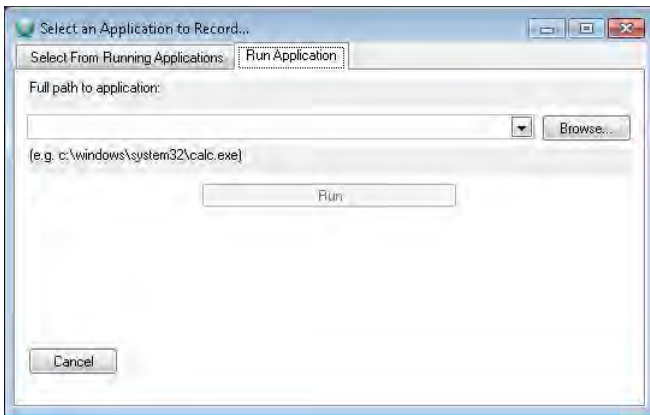 Select an Application to Record...
Select From Running Applications Run Application
Full path to application:
Browse...
(e.g. c:\windows\system32\calc.exe)
Run
Cancel